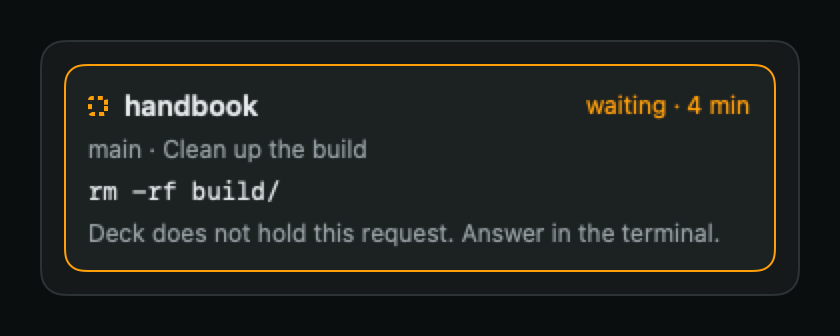 handbook
waiting · 4 min
main · Clean up the build
rm -rf build/
Deck does not hold this request. Answer in the terminal.